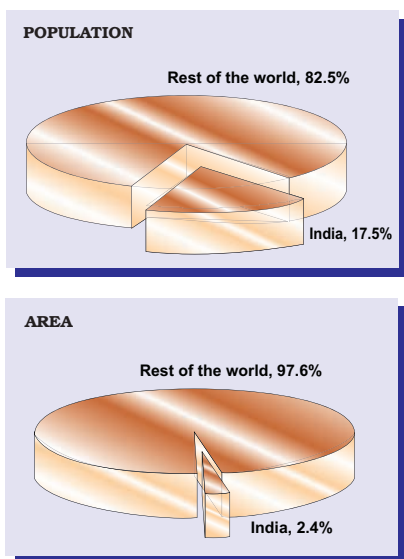 POPULATION
Rest of the world, 82.5%
India, 17.5%
AREA
Rest of the world, 97.6%
India, 2.4%